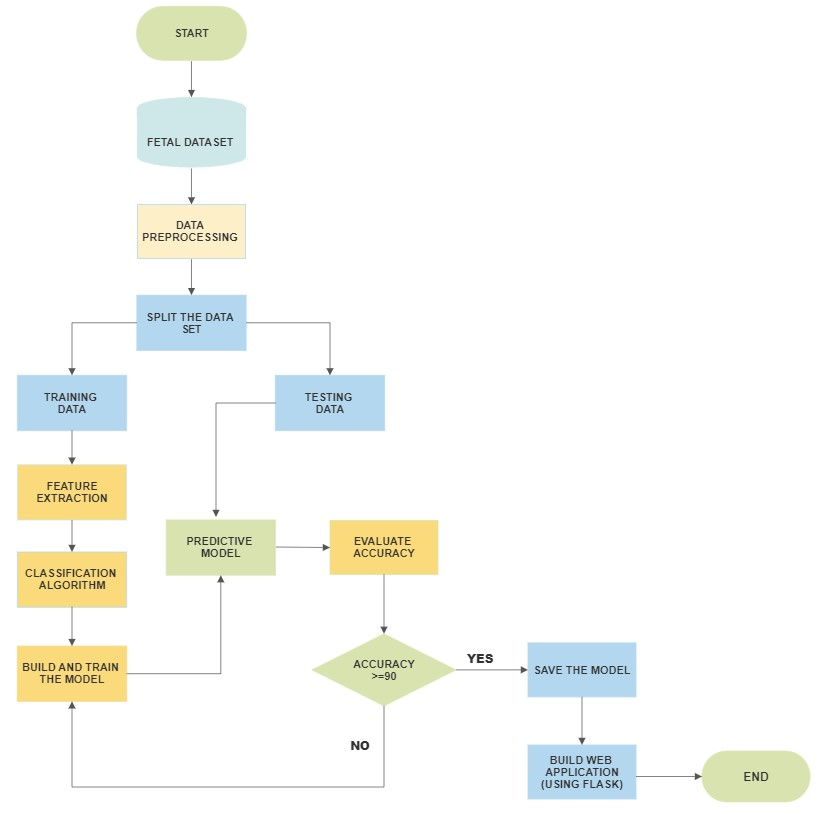 START
FETAL DATASET
DATA
PREPROCESSING
SPLIT THE DATA
SET
TRAINING
DATA
TESTING
DATA
FEATURE
EXTRACTION
CLASSIFICATION
ALGORITHM
BUILD AND TRAIN
THE MODEL
PREDICTIVE
MODEL
EVALUATE
ACCURACY
ACCURACY
>=90
YES
NO
SAVE THE MODEL
BUILD WEB
APPLICATION
(USING FLASK)
END